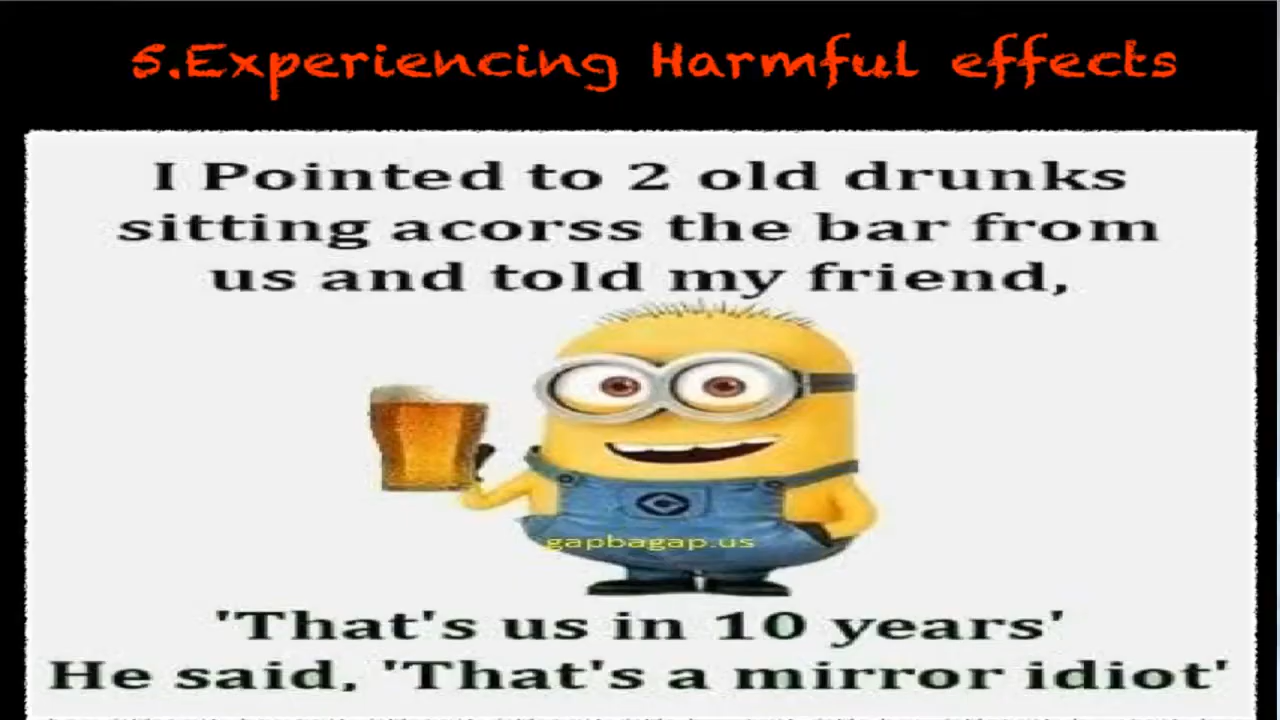 5.Experiencing Harmful effects
I Pointed to 2 old drunks
sitting acorss the bar from
us and told my friend,
gapbagap.us
'That's us in 10 years'
He said, 'That's a mirror idiot'